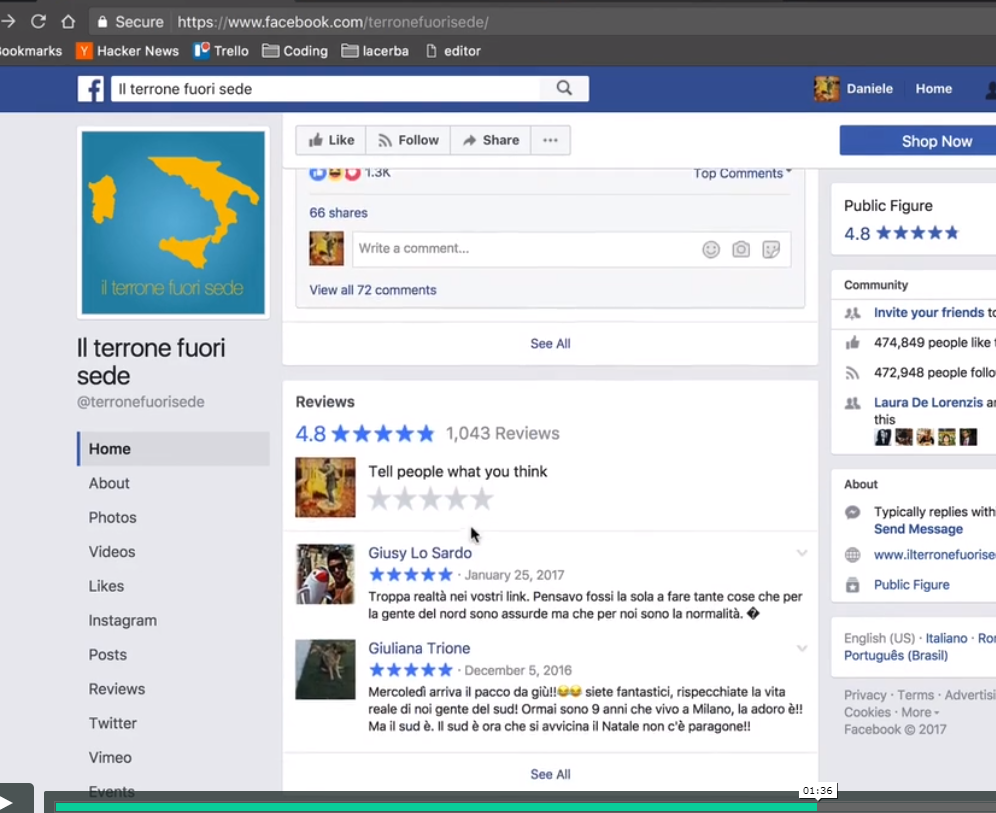 Secure https://www.facebook.com/terronefuorisede/
Bookmarks Hacker News Trello Coding lacerba editor
Il terrone fuori sede
Daniele Home
Like Follow Share
Shop Now
il terrone fuori sede
Il terrone fuori
sede
@terronefuorisede
Home
About
Photos
Videos
Likes
Instagram
Posts
Reviews
Twitter
Vimeo
Events
1.3K Top Comments
66 shares
Write a comment...
View all 72 comments
See All
Reviews
4.8 1,043 Reviews
Tell people what you think
Giusy Lo Sardo
· January 25, 2017
Troppa realtà nei vostri link. Pensavo fossi la sola a fare tante cose che per
la gente del nord sono assurde ma che per noi sono la normalità. �
Giuliana Trione
· December 5, 2016
Mercoledì arriva il pacco da giù!!😂😂 siete fantastici, rispecchiate la vita
reale di noi gente del sud! Ormai sono 9 anni che vivo a Milano, la adoro è!!
Ma il sud è. Il sud è ora che si avvicina il Natale non c'è paragone!!
See All
Public Figure
4.8
Community
Invite your friends to
474,849 people like
472,948 people follo
Laura De Lorenzis an
this
About
Typically replies with
Send Message
www.ilterronefuorise
Public Figure
English (US) · Italiano · Ro
Português (Brasil)
Privacy · Terms · Advertisi
Cookies · More
Facebook © 2017
01:36